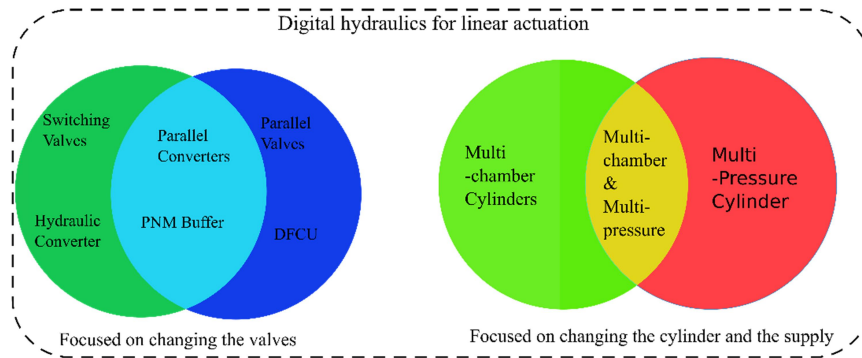 Digital hydraulics for linear actuation
Switching
Valves
Parallel
Converters
Parallel
Valves
Hydraulic
Converter
PNM Buffer
DFCU
Focused on changing the valves
Multi
-chamber
Cylinders
Multi-
chamber
&
Multi-
pressure
Multi
-Pressure
Cylinder
Focused on changing the cylinder and the supply